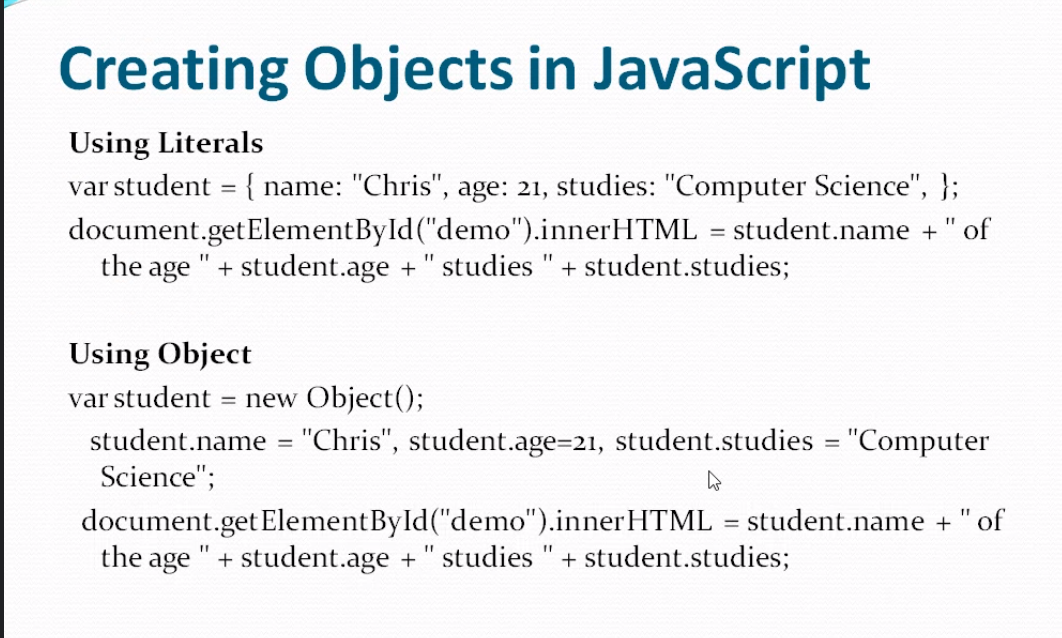 Creating Objects in JavaScript
Using Literals
var student = { name: "Chris", age: 21, studies: "Computer Science", };
document.getElementById("demo").innerHTML = student.name + " of
the age " + student.age + " studies " + student.studies;
Using Object
var student = new Object();
student.name = "Chris", student.age=21, student.studies = "Computer
Science";
document.getElementById("demo").innerHTML = student.name + " of
the age " + student.age + " studies " + student.studies;